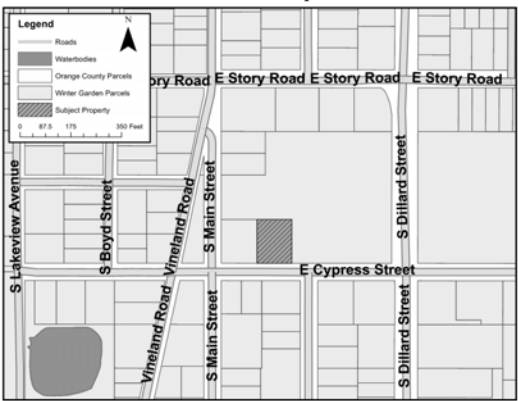 Legend
N
Roads
Waterbodies
Orange County Parcels
Winter Garden Parcels
Subject Property
0 87.5 175 350 Feet
ory Road
E Story Road
E Story Road
E Story Road
S Lakeview Avenue
S Boyd Street
Vineland Road
S Main Street
S Dillard Street
E Cypress Street
Vineland Road
S Main Street
S Dillard Street